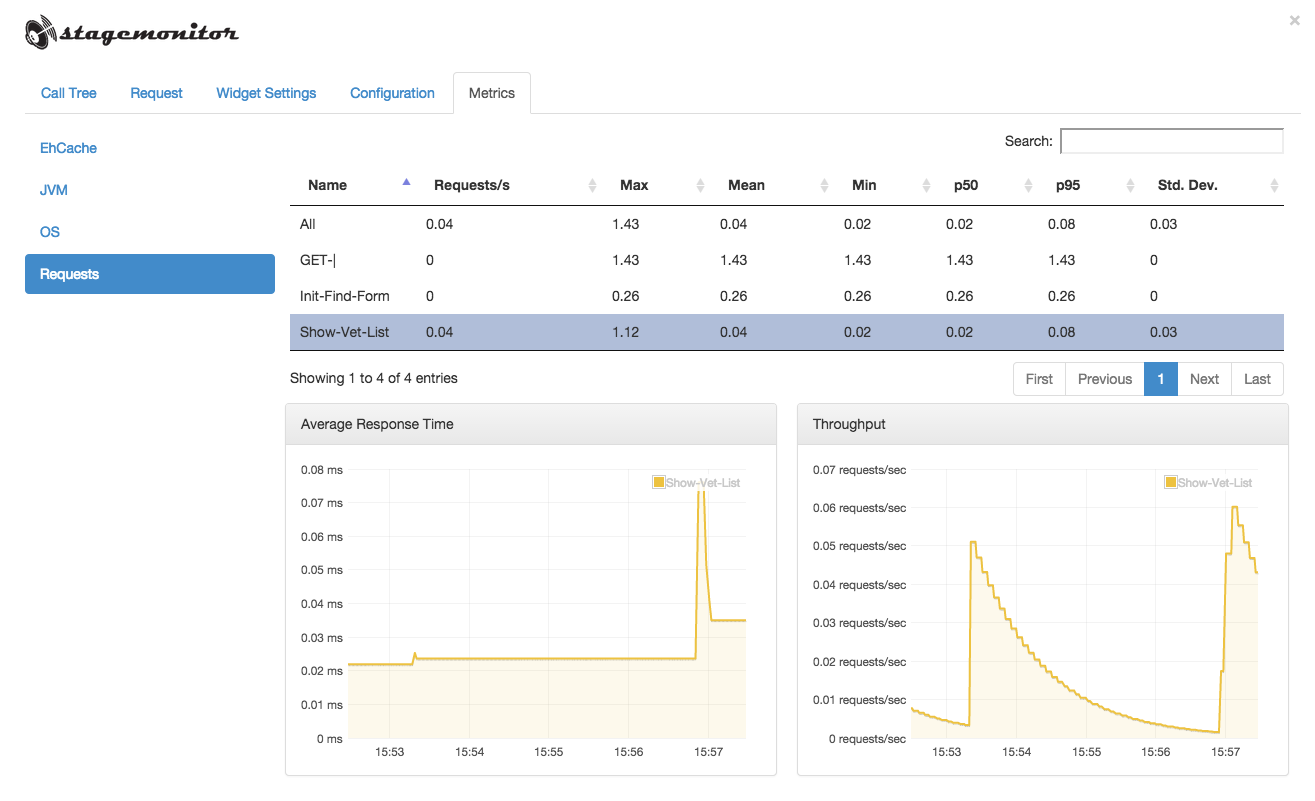 stagemonitor
×
Call Tree Request Widget Settings Configuration Metrics
EhCache
JVM
OS
Requests
Search:
Name Requests/s Max Mean Min p50 p95 Std. Dev.
All 0.04 1.43 0.04 0.02 0.02 0.08 0.03
GET-| 0 1.43 1.43 1.43 1.43 1.43 0
Init-Find-Form 0 0.26 0.26 0.26 0.26 0.26 0
Show-Vet-List 0.04 1.12 0.04 0.02 0.02 0.08 0.03
Showing 1 to 4 of 4 entries
First Previous 1 Next Last
Average Response Time
0.08 ms
0.07 ms
0.06 ms
0.05 ms
0.04 ms
0.03 ms
0.02 ms
0.01 ms
0 ms
Show-Vet-List
15:53 15:54 15:55 15:56 15:57
Throughput
0.07 requests/sec
0.06 requests/sec
0.05 requests/sec
0.04 requests/sec
0.03 requests/sec
0.02 requests/sec
0.01 requests/sec
0 requests/sec
Show-Vet-List
15:53 15:54 15:55 15:56 15:57